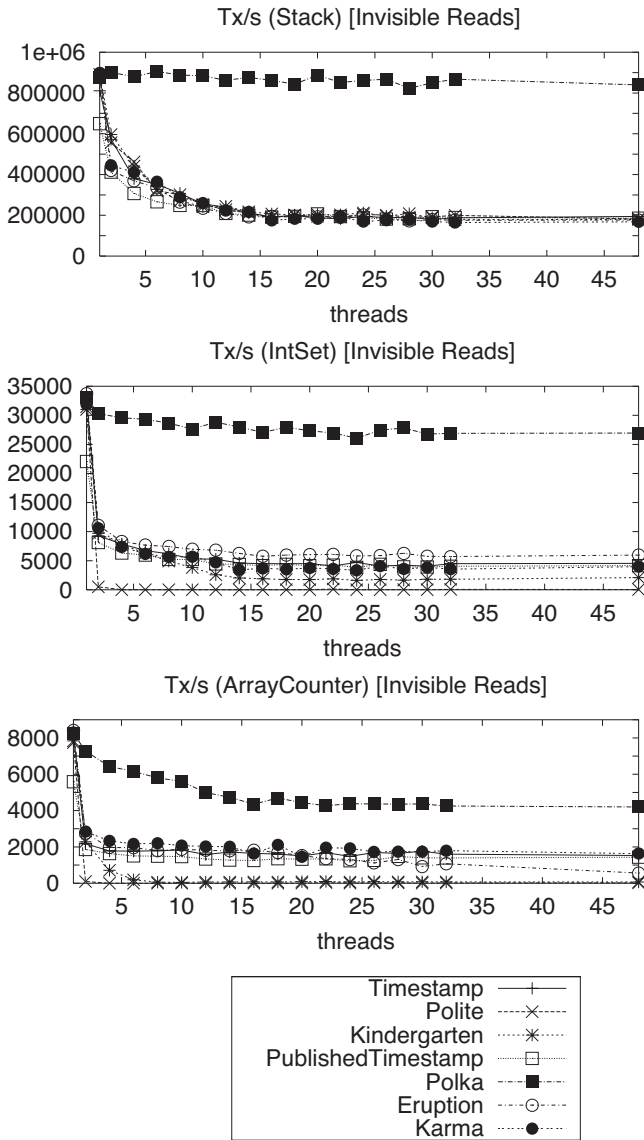 Tx/s (Stack) [Invisible Reads]
1e+06
800000
600000
400000
200000
0
5 10 15 20 25 30 35 40 45
threads
Tx/s (IntSet) [Invisible Reads]
35000
30000
25000
20000
15000
10000
5000
0
5 10 15 20 25 30 35 40 45
threads
Tx/s (ArrayCounter) [Invisible Reads]
8000
6000
4000
2000
0
5 10 15 20 25 30 35 40 45
threads
Timestamp
Polite
Kindergarten
PublishedTimestamp
Polka
Eruption
Karma